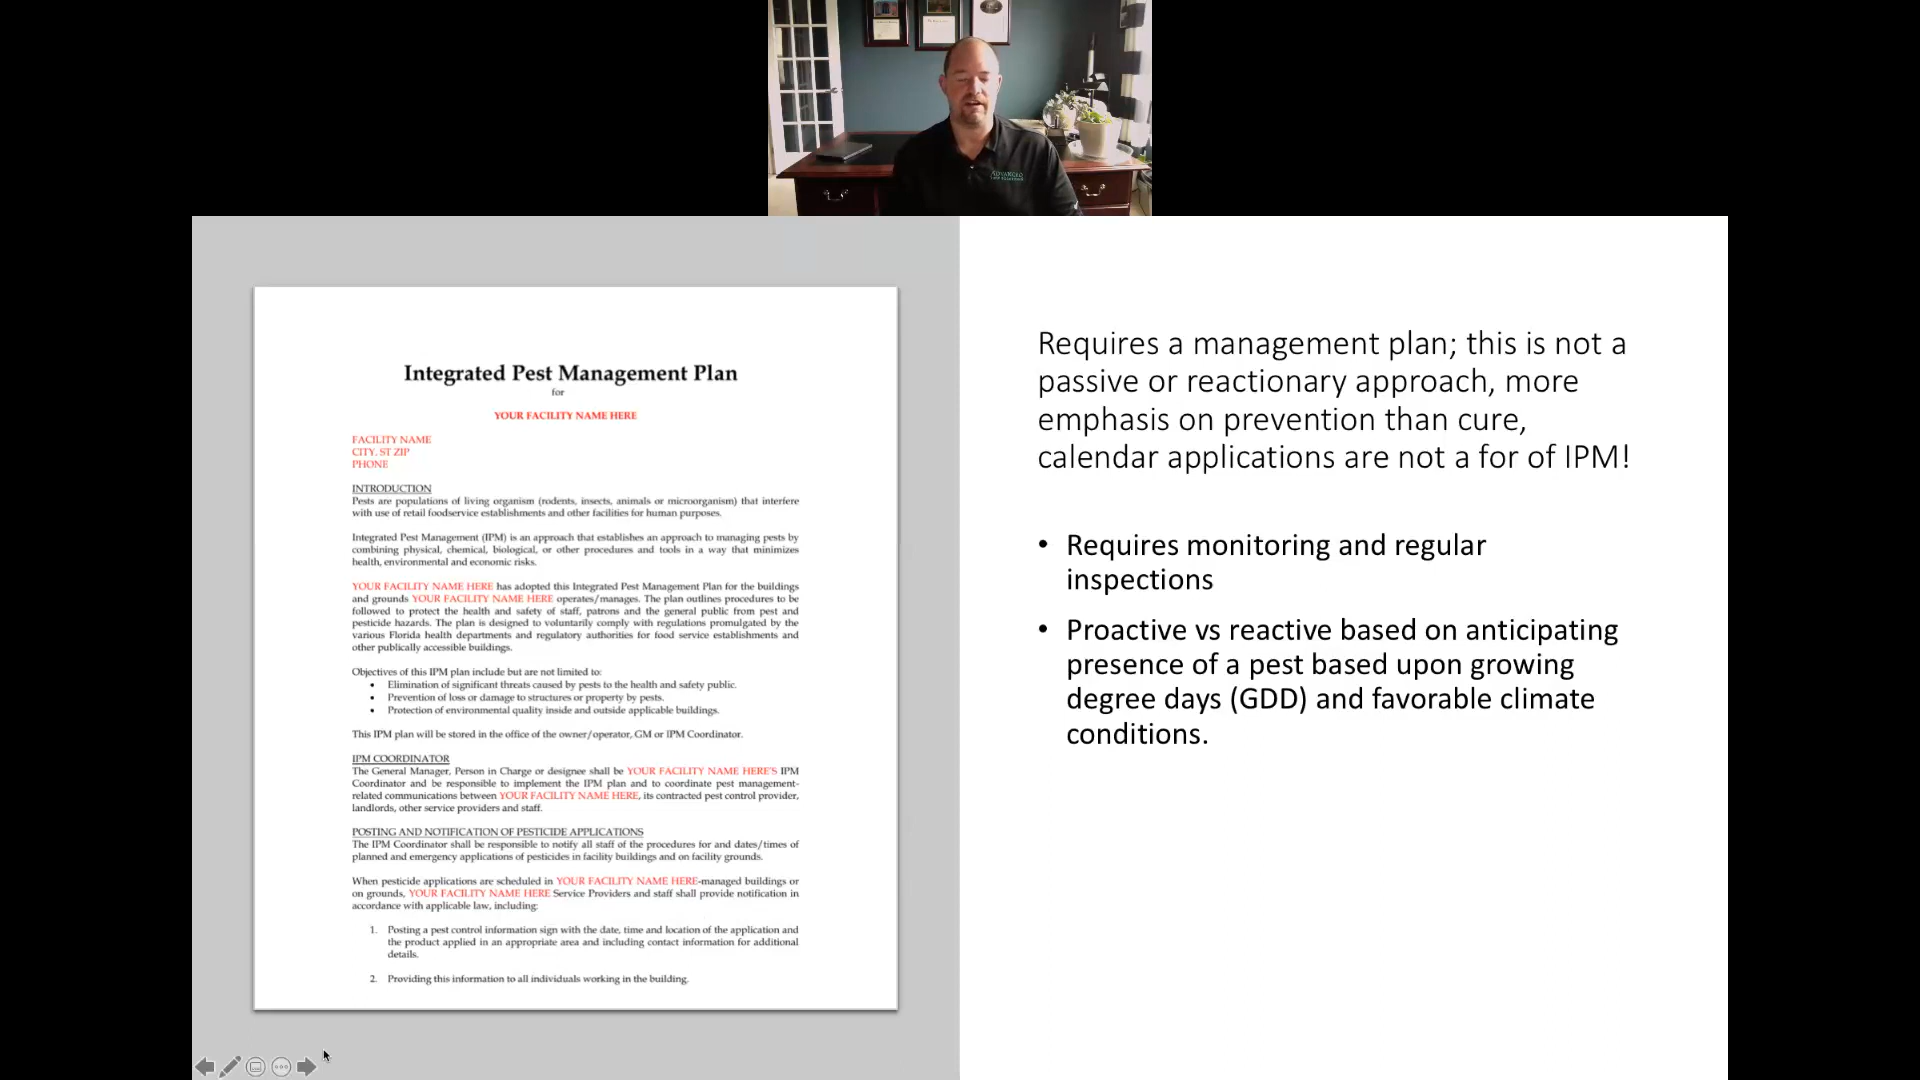 ADVANCED
Integrated Pest Management Plan
for
YOUR FACILITY NAME HERE
FACILITY NAME
CITY, ST ZIP
PHONE
INTRODUCTION
Pests are populations of living organism (rodents, insects, animals or microorganism) that interfere
with use of retail foodservice establishments and other facilities for human purposes.
Integrated Pest Management (IPM) is an approach that establishes an approach to managing pests by
combining physical, chemical, biological, or other procedures and tools in a way that minimizes
health, environmental and economic risks.
YOUR FACILITY NAME HERE has adopted this Integrated Pest Management Plan for the buildings
and grounds YOUR FACILITY NAME HERE operates/manages. The plan outlines procedures to be
followed to protect the health and safety of staff, patrons and the general public from pest and
pesticide hazards. The plan is designed to voluntarily comply with regulations promulgated by the
various Florida health departments and regulatory authorities for food service establishments and
other publically accessible buildings.
Objectives of this IPM plan include but are not limited to:
• Elimination of significant threats caused by pests to the health and safety public.
• Prevention of loss or damage to structures or property by pests.
• Protection of environmental quality inside and outside applicable buildings.
This IPM plan will be stored in the office of the owner/operator, GM or IPM Coordinator.
IPM COORDINATOR
The General Manager, Person in Charge or designee shall be YOUR FACILITY NAME HERE'S IPM
Coordinator and be responsible to implement the IPM plan and to coordinate pest management-
related communications between YOUR FACILITY NAME HERE, its contracted pest control provider,
landlords, other service providers and staff.
POSTING AND NOTIFICATION OF PESTICIDE APPLICATIONS
The IPM Coordinator shall be responsible to notify all staff of the procedures for and dates/times of
planned and emergency applications of pesticides in facility buildings and on facility grounds.
When pesticide applications are scheduled in YOUR FACILITY NAME HERE-managed buildings or
on grounds, YOUR FACILITY NAME HERE Service Providers and staff shall provide notification in
accordance with applicable law, including:
1. Posting a pest control information sign with the date, time and location of the application and
the product applied in an appropriate area and including contact information for additional
details.
2. Providing this information to all individuals working in the building.
Requires a management plan; this is not a
passive or reactionary approach, more
emphasis on prevention than cure,
calendar applications are not a for of IPM!
• Requires monitoring and regular
inspections
• Proactive vs reactive based on anticipating
presence of a pest based upon growing
degree days (GDD) and favorable climate
conditions.